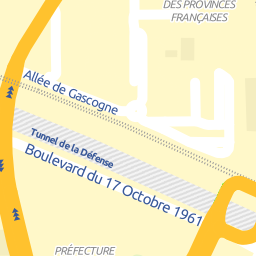 DES PROVINCES
FRANÇAISES
Allée de Gascogne
Tunnel de la Défense
Boulevard du 17 Octobre 1961
PRÉFECTURE